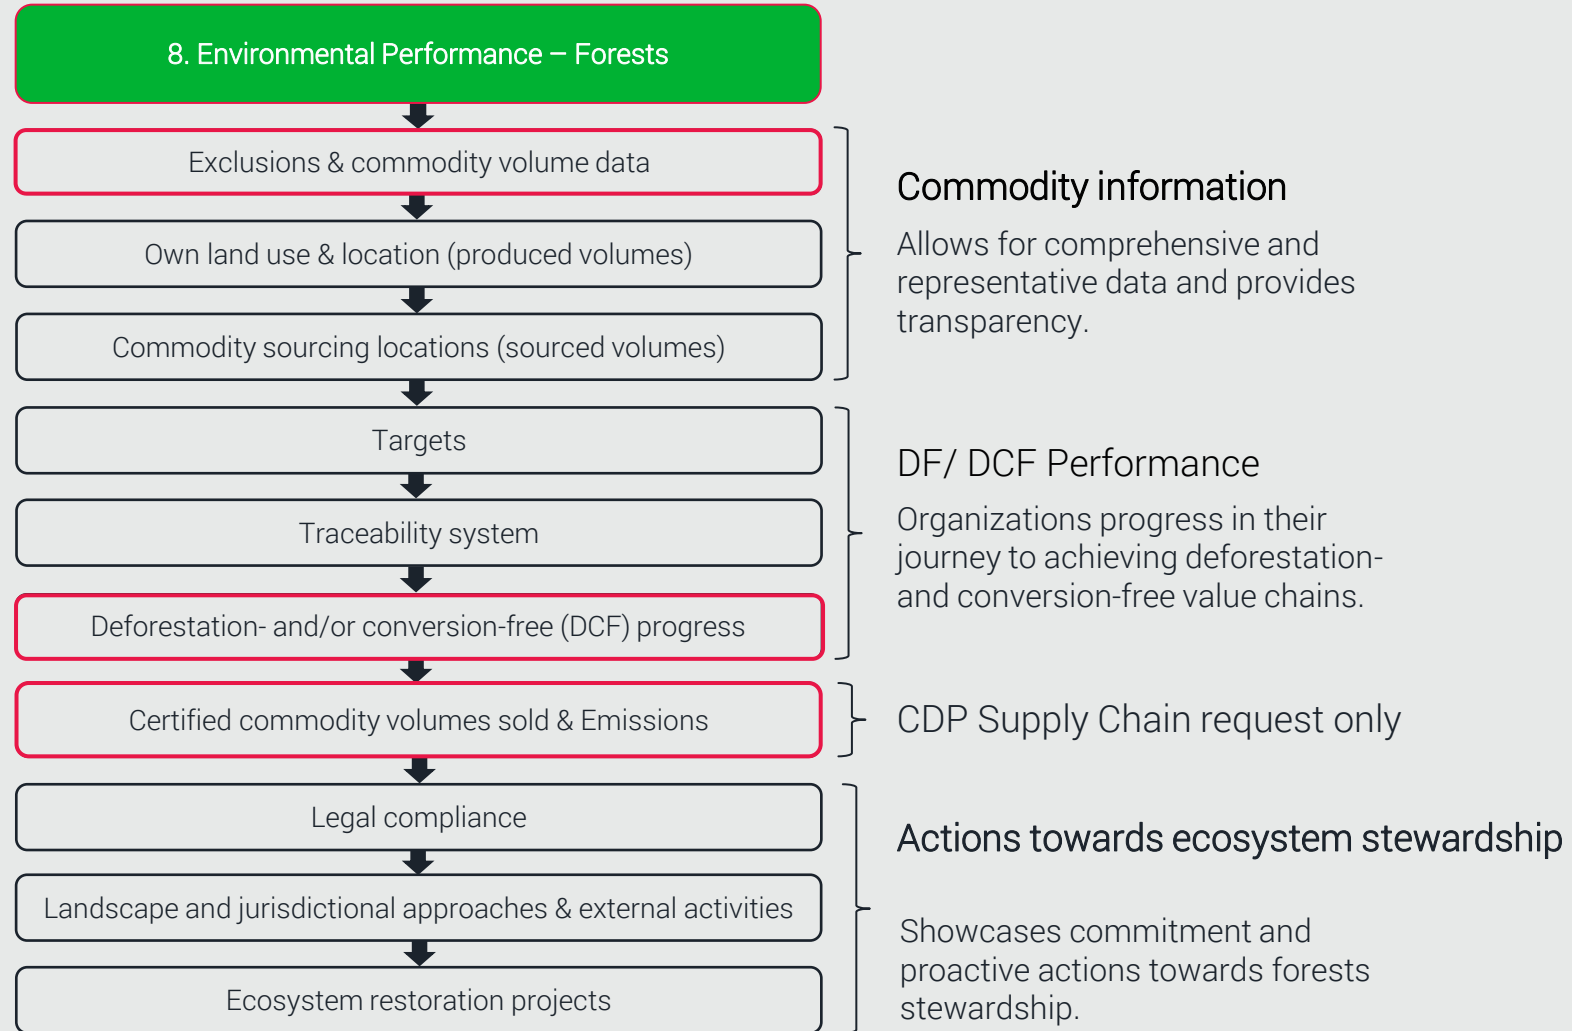 8. Environmental Performance – Forests
Exclusions & commodity volume data
Own land use & location (produced volumes)
Commodity sourcing locations (sourced volumes)
Commodity information
Allows for comprehensive and
representative data and provides
transparency.
Targets
Traceability system
Deforestation- and/or conversion-free (DCF) progress
DF/ DCF Performance
Organizations progress in their
journey to achieving deforestation-
and conversion-free value chains.
Certified commodity volumes sold & Emissions
CDP Supply Chain request only
Legal compliance
Landscape and jurisdictional approaches & external activities
Ecosystem restoration projects
Actions towards ecosystem stewardship
Showcases commitment and
proactive actions towards forests
stewardship.